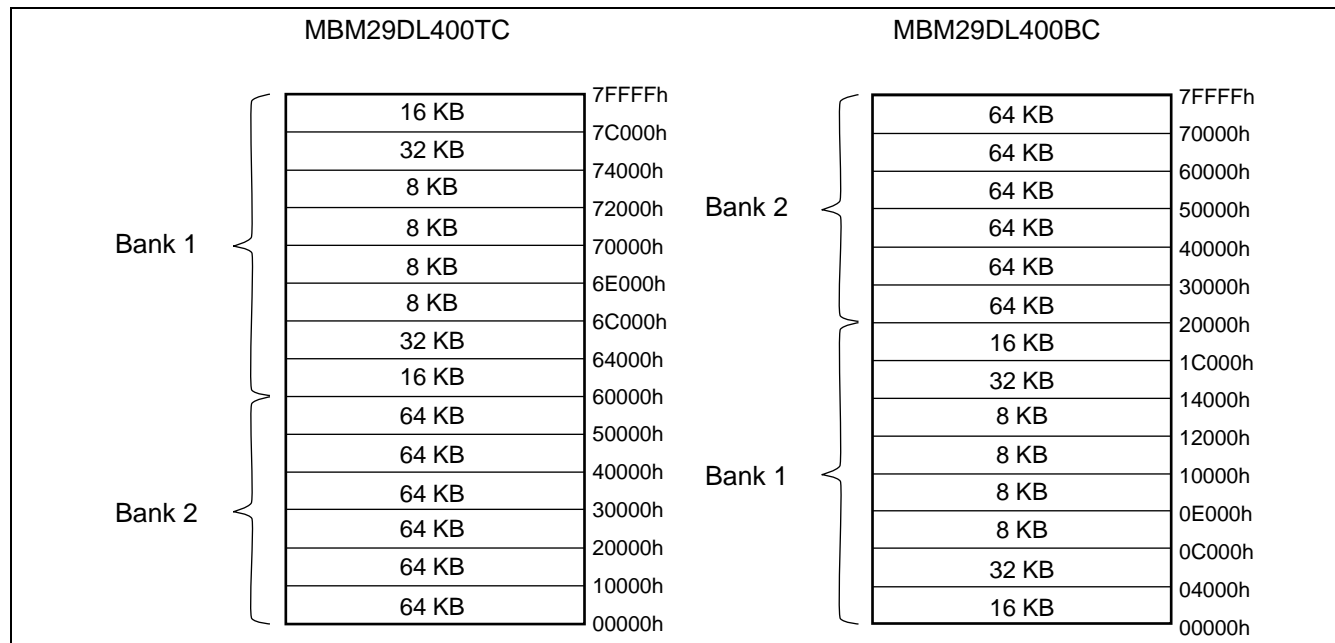 MBM29DL400TC
7FFFFh
16 KB
7C000h
32 KB
74000h
8 KB
72000h
8 KB
70000h
8 KB
6E000h
8 KB
6C000h
32 KB
64000h
16 KB
60000h
64 KB
50000h
64 KB
40000h
64 KB
30000h
64 KB
20000h
64 KB
10000h
64 KB
00000h
Bank 1
Bank 2
MBM29DL400BC
7FFFFh
64 KB
70000h
64 KB
60000h
64 KB
50000h
64 KB
40000h
64 KB
30000h
64 KB
20000h
16 KB
1C000h
32 KB
14000h
8 KB
12000h
8 KB
10000h
8 KB
0E000h
8 KB
0C000h
32 KB
04000h
16 KB
00000h
Bank 2
Bank 1